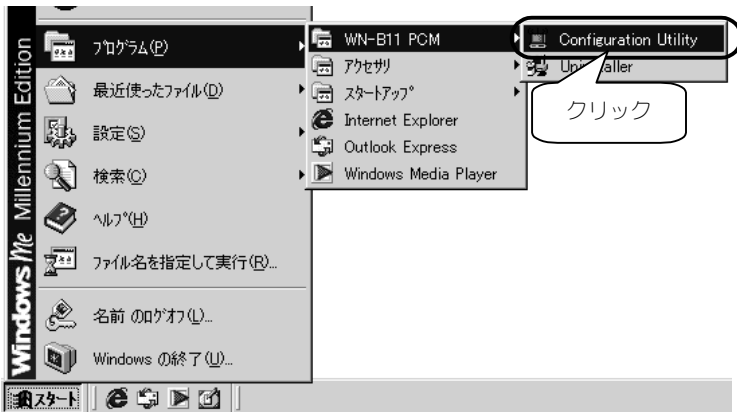 Windows Me Millennium Edition
プログラム(P)
最近使ったファイル(D)
設定(S)
検索(C)
ヘルプ(H)
ファイル名を指定して実行(R)...
名前 のログオフ(L)...
Windows の終了(U)...
WN-B11 PCM
アクセサリ
スタートアップ
Internet Explorer
Outlook Express
Windows Media Player
Configuration Utility
Uninstaller
クリック
スタート